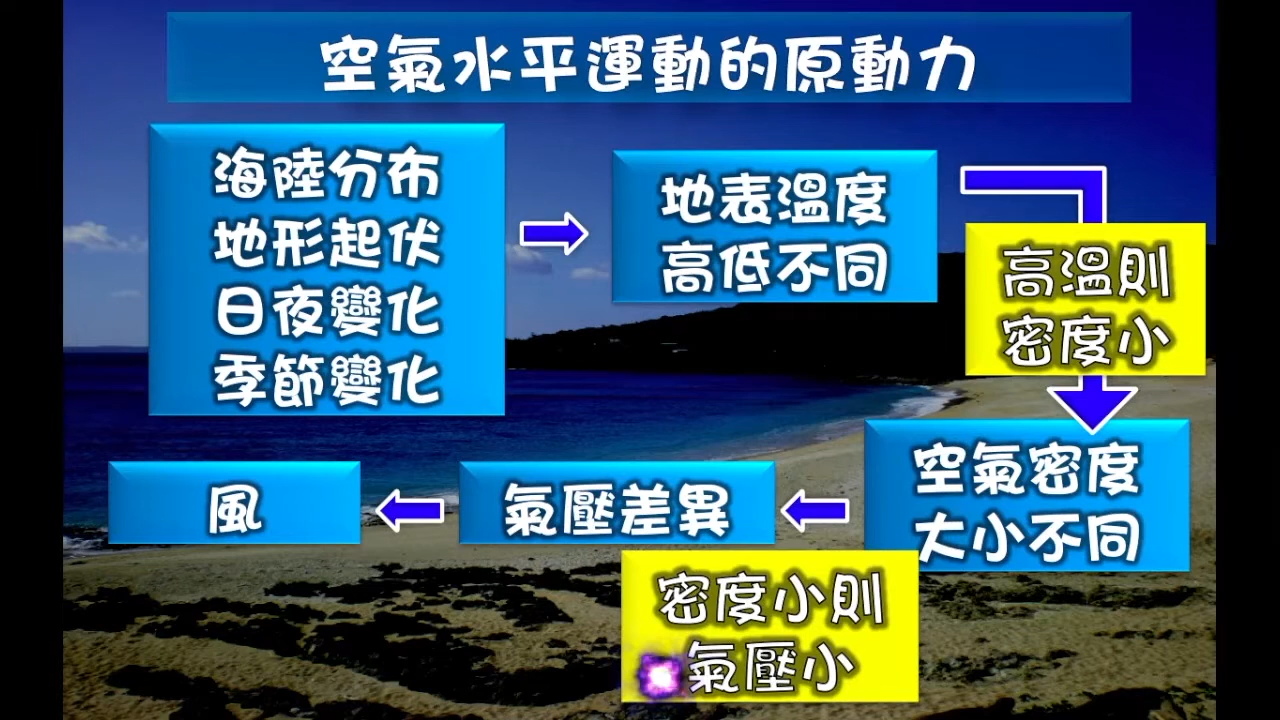 空氣水平運動的原動力
海陸分布
地形起伏
日夜變化
季節變化
地表溫度
高低不同
高溫則
密度小
空氣密度
大小不同
氣壓差異
風
密度小則
氣壓小